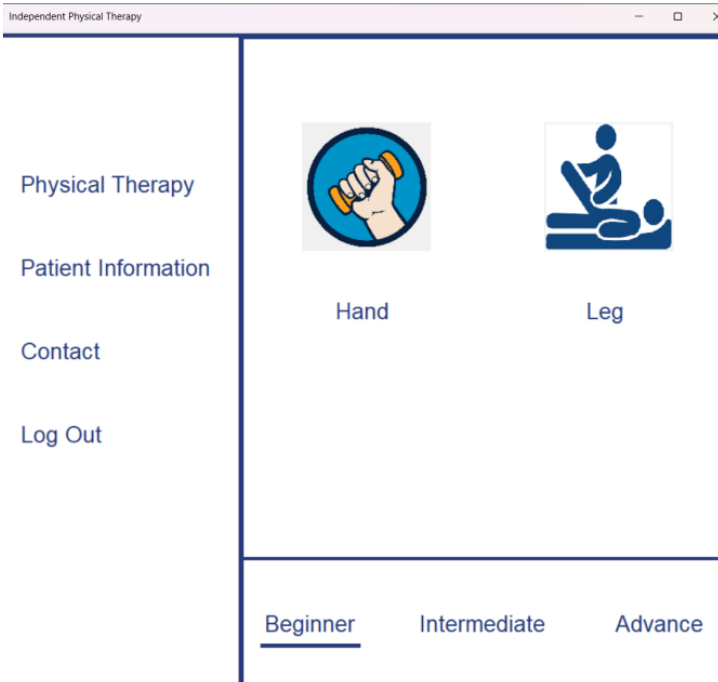 Independent Physical Therapy
Physical Therapy
Patient Information
Contact
Log Out
Hand
Leg
Beginner
Intermediate
Advance